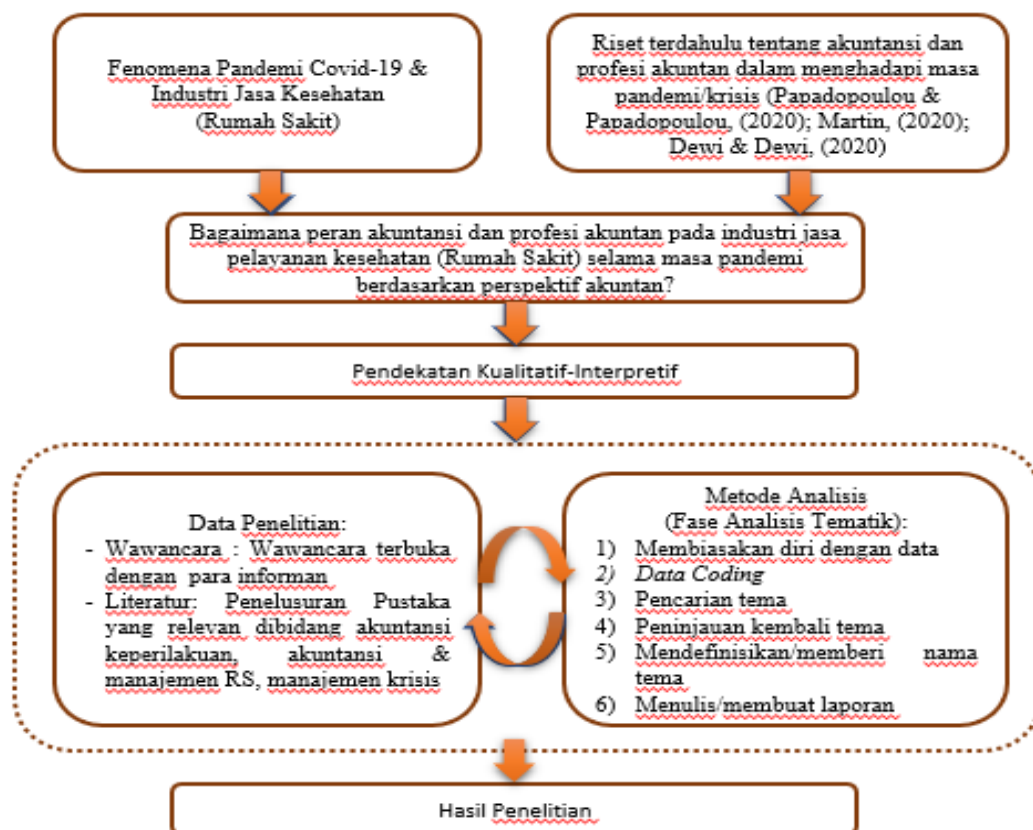 Fenomena Pandemi Covid-19 &
Industri Jasa Kesehatan
(Rumah Sakit)
Riset terdahulu tentang akuntansi dan
profesi akuntan dalam menghadapi masa
pandemi/krisis (Papadopoulou &
Papadopoulou, (2020); Martin, (2020);
Dewi & Dewi, (2020)
Bagaimana peran akuntansi dan profesi akuntan pada industri jasa
pelayanan kesehatan (Rumah Sakit) selama masa pandemi
berdasarkan perspektif akuntan?
Pendekatan Kualitatif-Interpretif
Data Penelitian:
- Wawancara : Wawancara terbuka
dengan para informan
- Literatur: Penelusuran Pustaka
yang relevan dibidang akuntansi
keperilakuan, akuntansi &
manajemen RS, manajemen krisis
Metode Analisis
(Fase Analisis Tematik):
1) Membiasakan diri dengan data
2) Data Coding
3) Pencarian tema
4) Peninjauan kembali tema
5) Mendefinisikan/memberi nama
tema
6) Menulis/membuat laporan
Hasil Penelitian